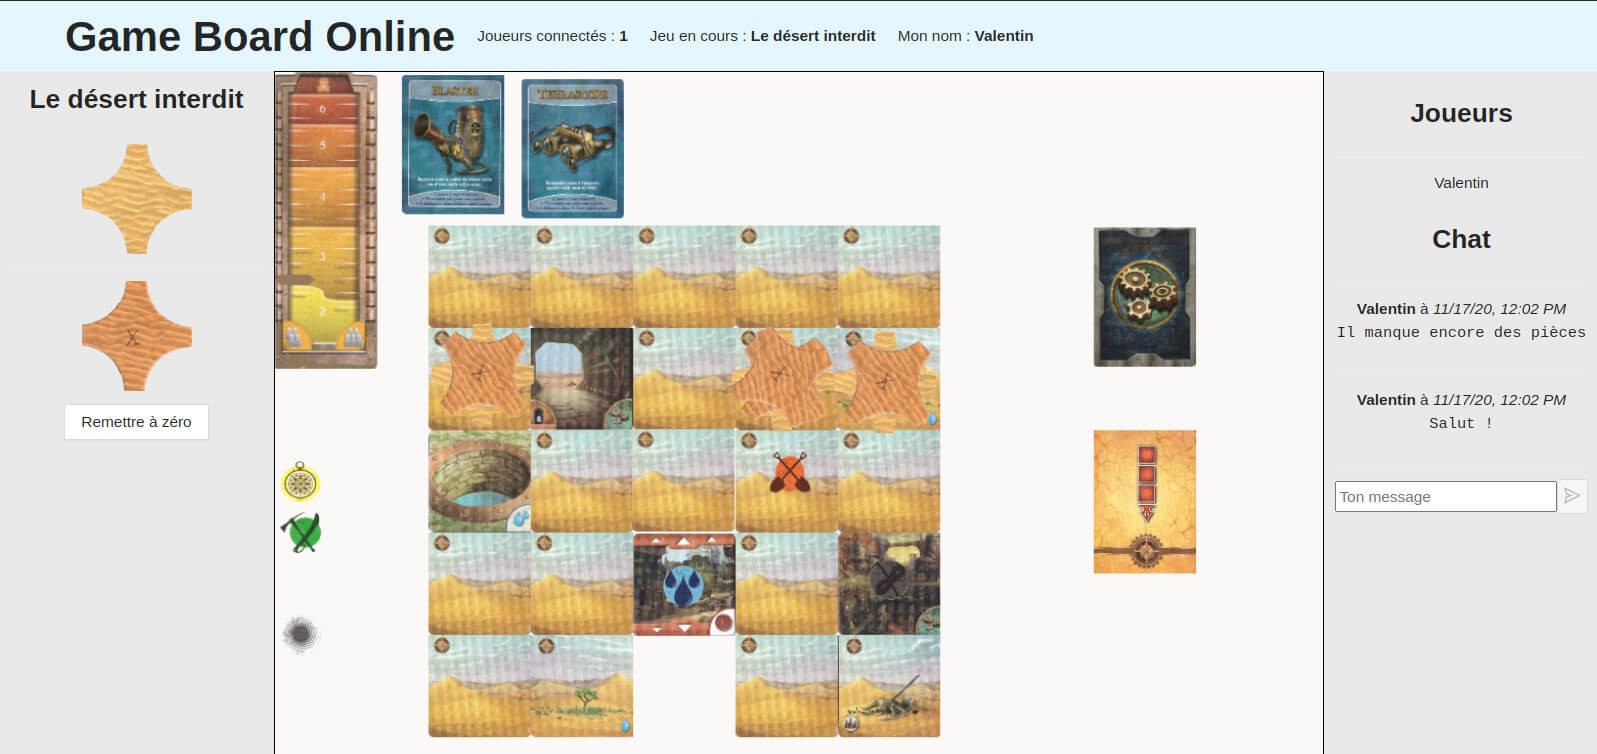 Game Board Online
Joueurs connectés : 1
Jeu en cours : Le désert interdit
Mon nom : Valentin
Le désert interdit
Remettre à zéro
6
5
4
3
2
BLASTER
TERRASCOPE
Joueurs
Valentin
Chat
Valentin à 11/17/20, 12:02 PM
Il manque encore des pièces
Valentin à 11/17/20, 12:02 PM
Salut !
Ton message